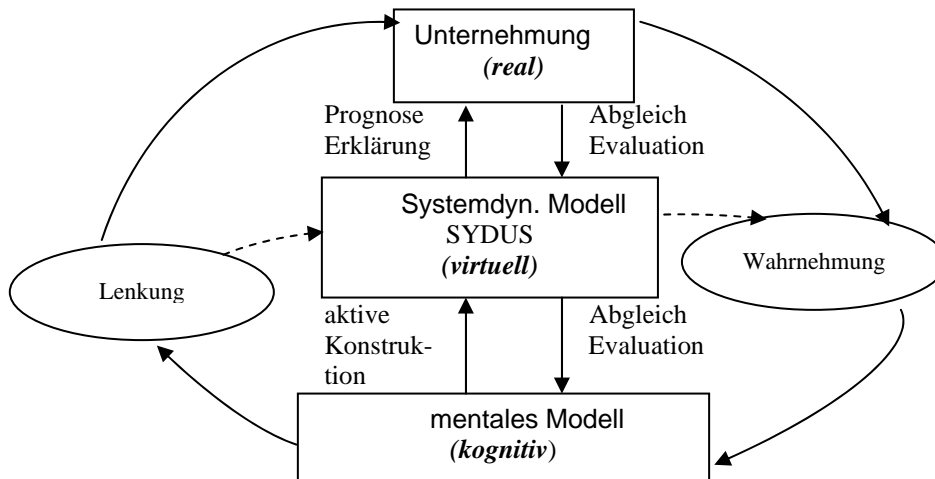 Unternehmung
(real)
Prognose
Erklärung
Abgleich
Evaluation
Systemdyn. Modell
SYDUS
(virtuell)
Lenkung
Wahrnehmung
aktive
Konstruk-
tion
Abgleich
Evaluation
mentales Modell
(kognitiv)